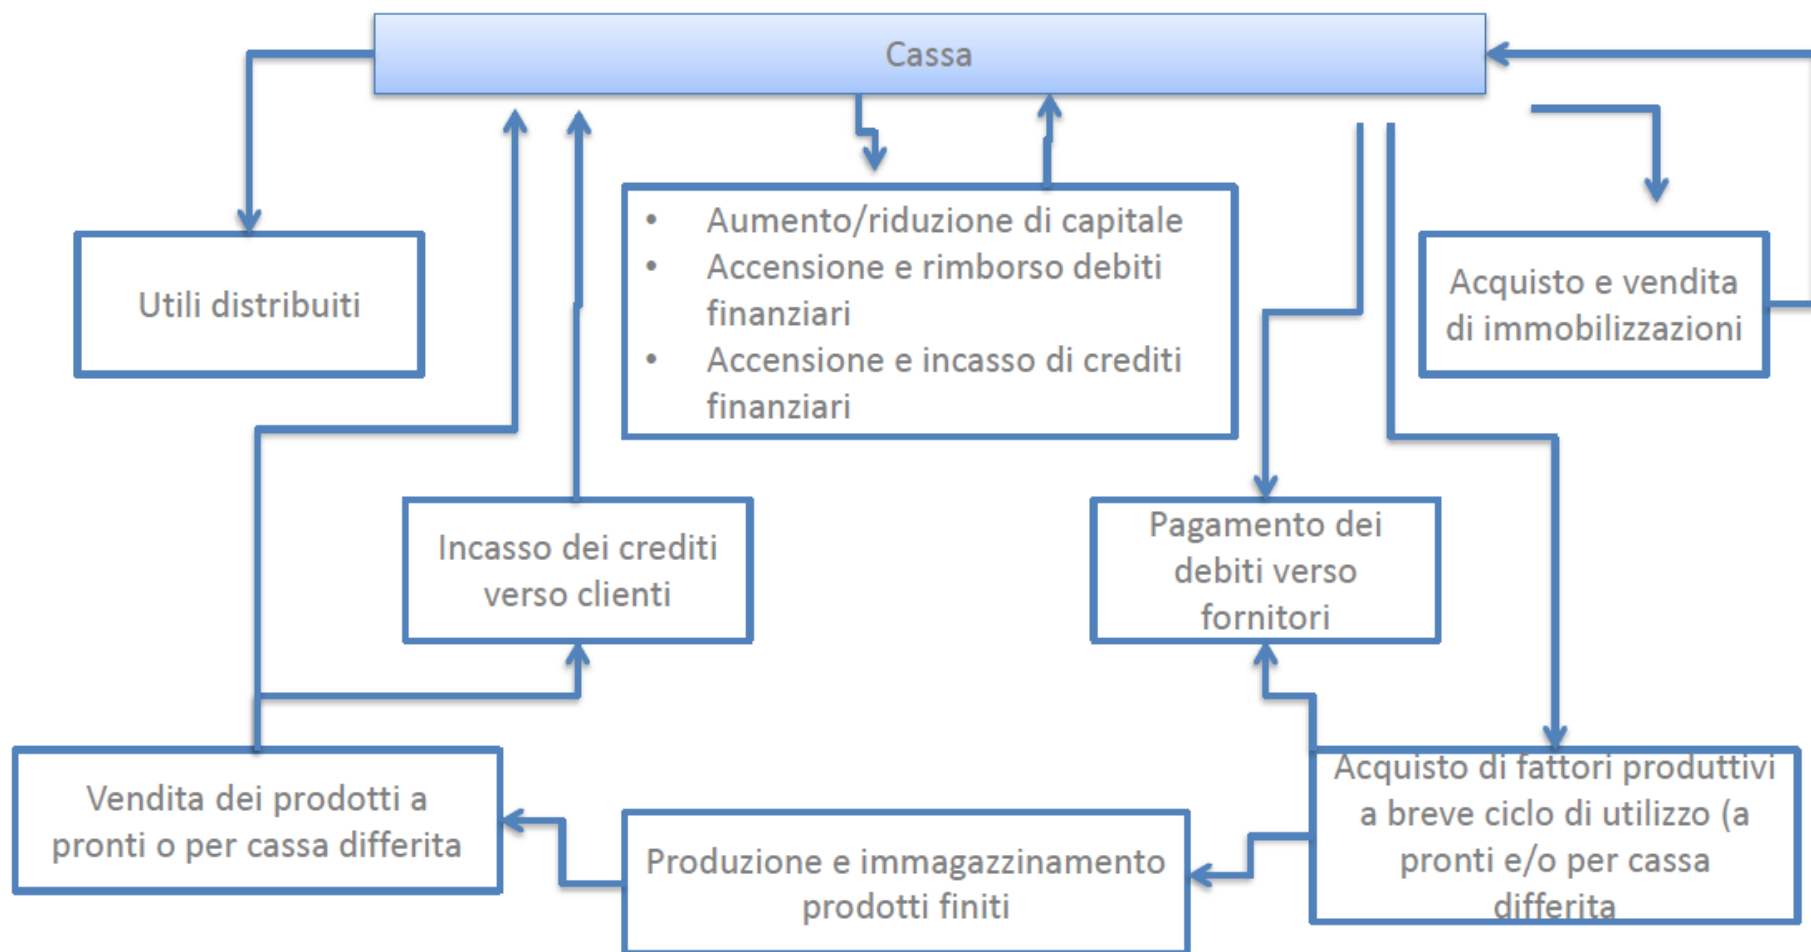 Cassa
Utili distribuiti
• Aumento/riduzione di capitale
• Accensione e rimborso debiti
finanziari
• Accensione e incasso di crediti
finanziari
Acquisto e vendita
di immobilizzazioni
Incasso dei crediti
verso clienti
Pagamento dei
debiti verso
fornitori
Vendita dei prodotti a
pronti o per cassa differita
Produzione e immagazzinamento
prodotti finiti
Acquisto di fattori produttivi
a breve ciclo di utilizzo (a
pronti e/o per cassa
differita